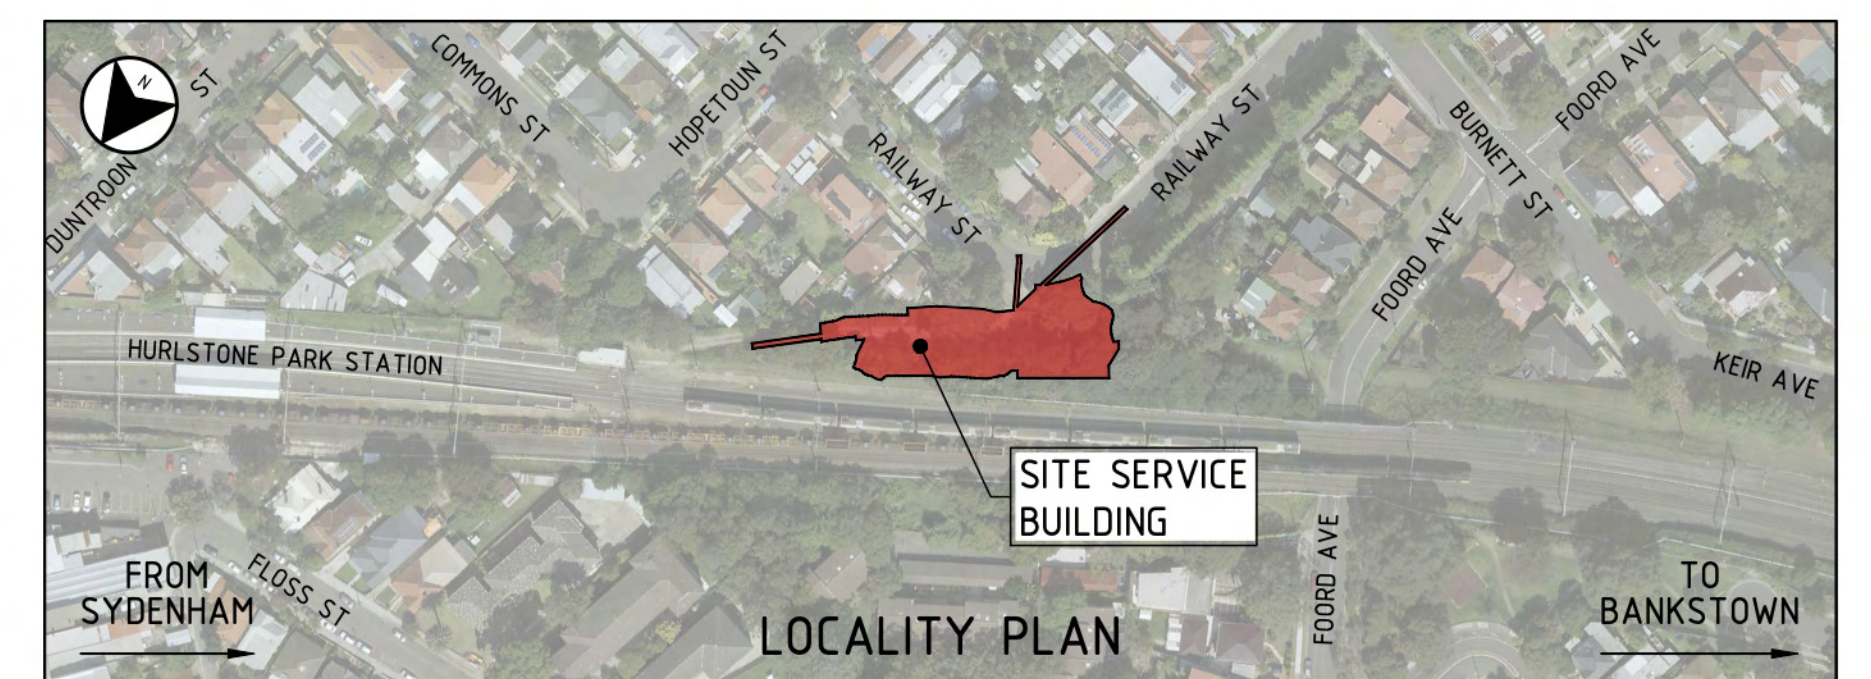 N
ST
DUNTROON
COMMONS ST
HOPETOUN ST
RAILWAY ST
RAILWAY ST
BURNETT ST
FOORD AVE
FOORD AVE
KEIR AVE
HURLSTONE PARK STATION
SITE SERVICE
BUILDING
FLOSS ST
FOORD AVE
FROM
SYDENHAM
LOCALITY PLAN
TO
BANKSTOWN